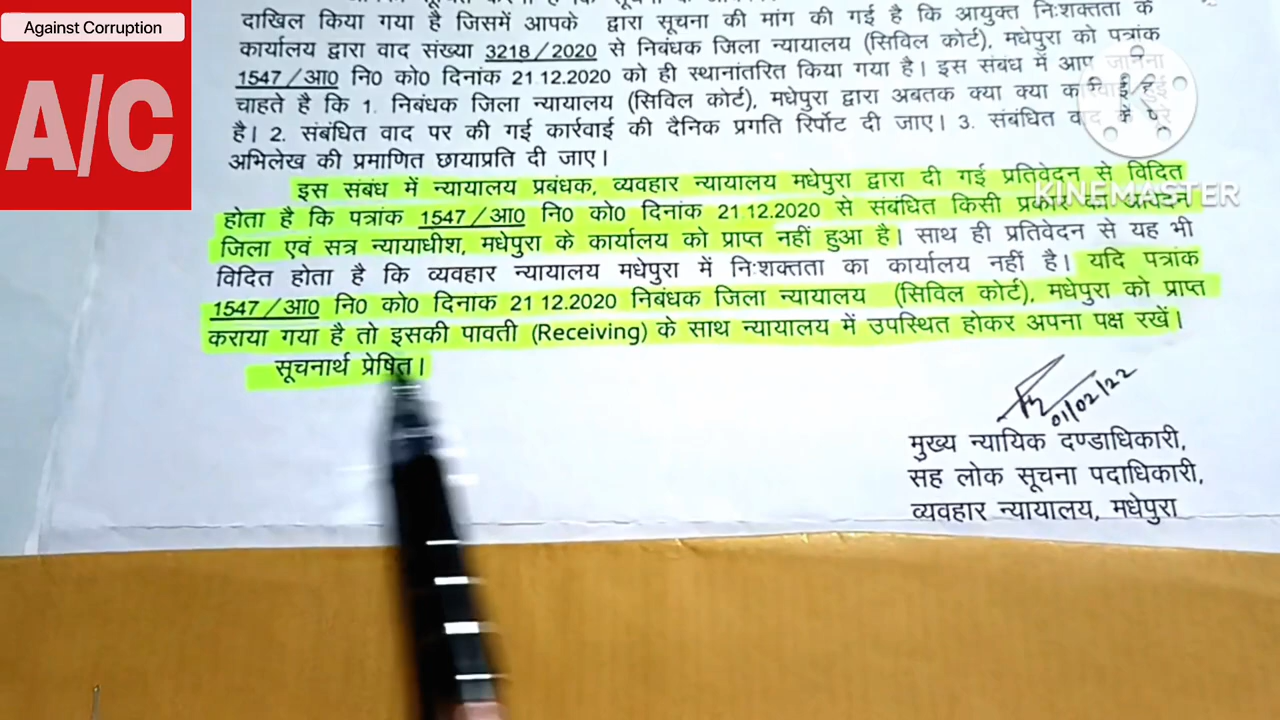 Against Corruption
A/C
दाखिल किया गया है जिसमें आपके द्वारा सूचना की मांग की गई है कि आयुक्त निःशक्तता के
कार्यालय द्वारा वाद संख्या 3218/2020 से निबंधक जिला न्यायालय (सिविल कोर्ट), मधेपुरा को पत्रांक
1547/आ0 नि0 को0 दिनांक 21.12.2020 को ही स्थानांतरित किया गया है। इस संबंध में आप जानना
चाहते है कि 1. निबंधक जिला न्यायालय (सिविल कोर्ट), मधेपुरा द्वारा अबतक क्या क्या कार्रवाई हुई
है। 2. संबंधित वाद पर की गई कार्रवाई की दैनिक प्रगति रिर्पोट दी जाए। 3. संबंधित वाद के पुरे
अभिलेख की प्रमाणित छायाप्रति दी जाए।
इस संबंध में न्यायालय प्रबंधक, व्यवहार न्यायालय मधेपुरा द्वारा दी गई प्रतिवेदन से विदित
होता है कि पत्रांक 1547/आ0 नि0 को0 दिनांक 21.12.2020 से संबंधित किसी प्रकार का
जिला एवं सत्र न्यायाधीश, मधेपुरा के कार्यालय को प्राप्त नहीं हुआ है। साथ ही प्रतिवेदन से यह भी
विदित होता है कि व्यवहार न्यायालय मधेपुरा में निःशक्तता का कार्यालय नहीं है। यदि पत्रांक
1547/आ0 नि0 को0 दिनाक 21.12.2020 निबंधक जिला न्यायालय (सिविल कोर्ट), मधेपुरा को प्राप्त
कराया गया है तो इसकी पावती (Receiving) के साथ न्यायालय में उपस्थित होकर अपना पक्ष रखें।
सूचनार्थ प्रेषित।
01/02/22
मुख्य न्यायिक दण्डाधिकारी,
सह लोक सूचना पदाधिकारी,
व्यवहार न्यायालय, मधेपुरा
K
KINEMASTER